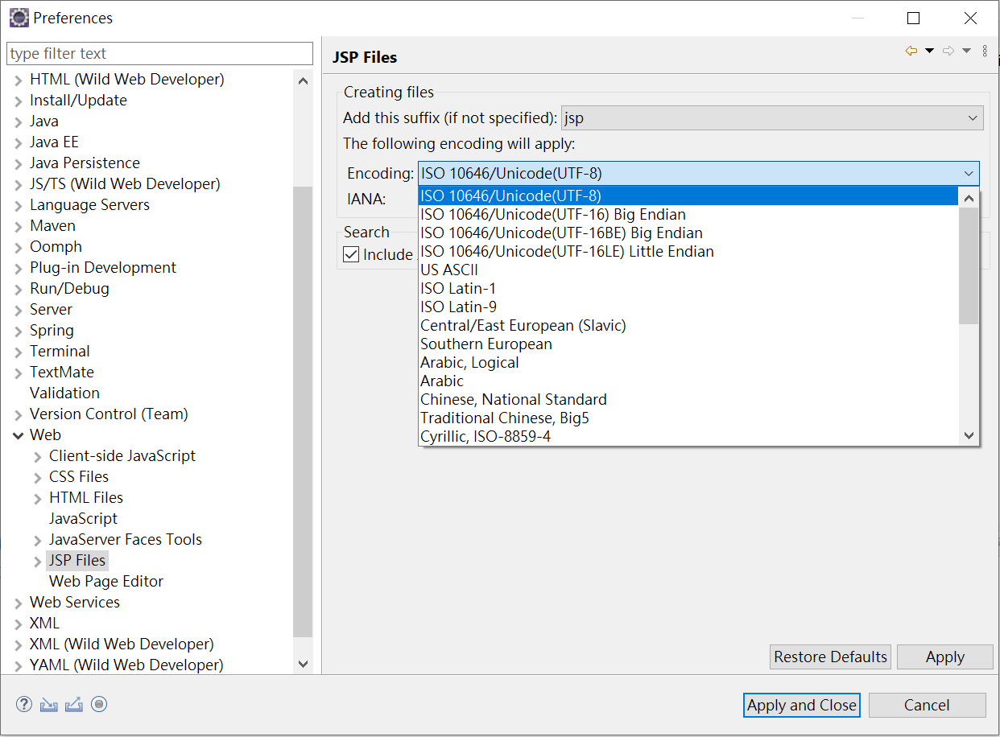 Preferences
type filter text
HTML (Wild Web Developer)
Install/Update
Java
Java EE
Java Persistence
JS/TS (Wild Web Developer)
Language Servers
Maven
Oomph
Plug-in Development
Run/Debug
Server
Spring
Terminal
TextMate
Validation
Version Control (Team)
Web
Client-side JavaScript
CSS Files
HTML Files
JavaScript
JavaServer Faces Tools
JSP Files
Web Page Editor
Web Services
XML
XML (Wild Web Developer)
YAML (Wild Web Developer)
JSP Files
Creating files
Add this suffix (if not specified): jsp
The following encoding will apply:
Encoding: ISO 10646/Unicode(UTF-8)
IANA:
ISO 10646/Unicode(UTF-8)
ISO 10646/Unicode(UTF-16) Big Endian
ISO 10646/Unicode(UTF-16BE) Big Endian
ISO 10646/Unicode(UTF-16LE) Little Endian
US ASCII
ISO Latin-1
ISO Latin-9
Central/East European (Slavic)
Southern European
Arabic, Logical
Arabic
Chinese, National Standard
Traditional Chinese, Big5
Cyrillic, ISO-8859-4
Search
Include
Restore Defaults
Apply
Apply and Close
Cancel